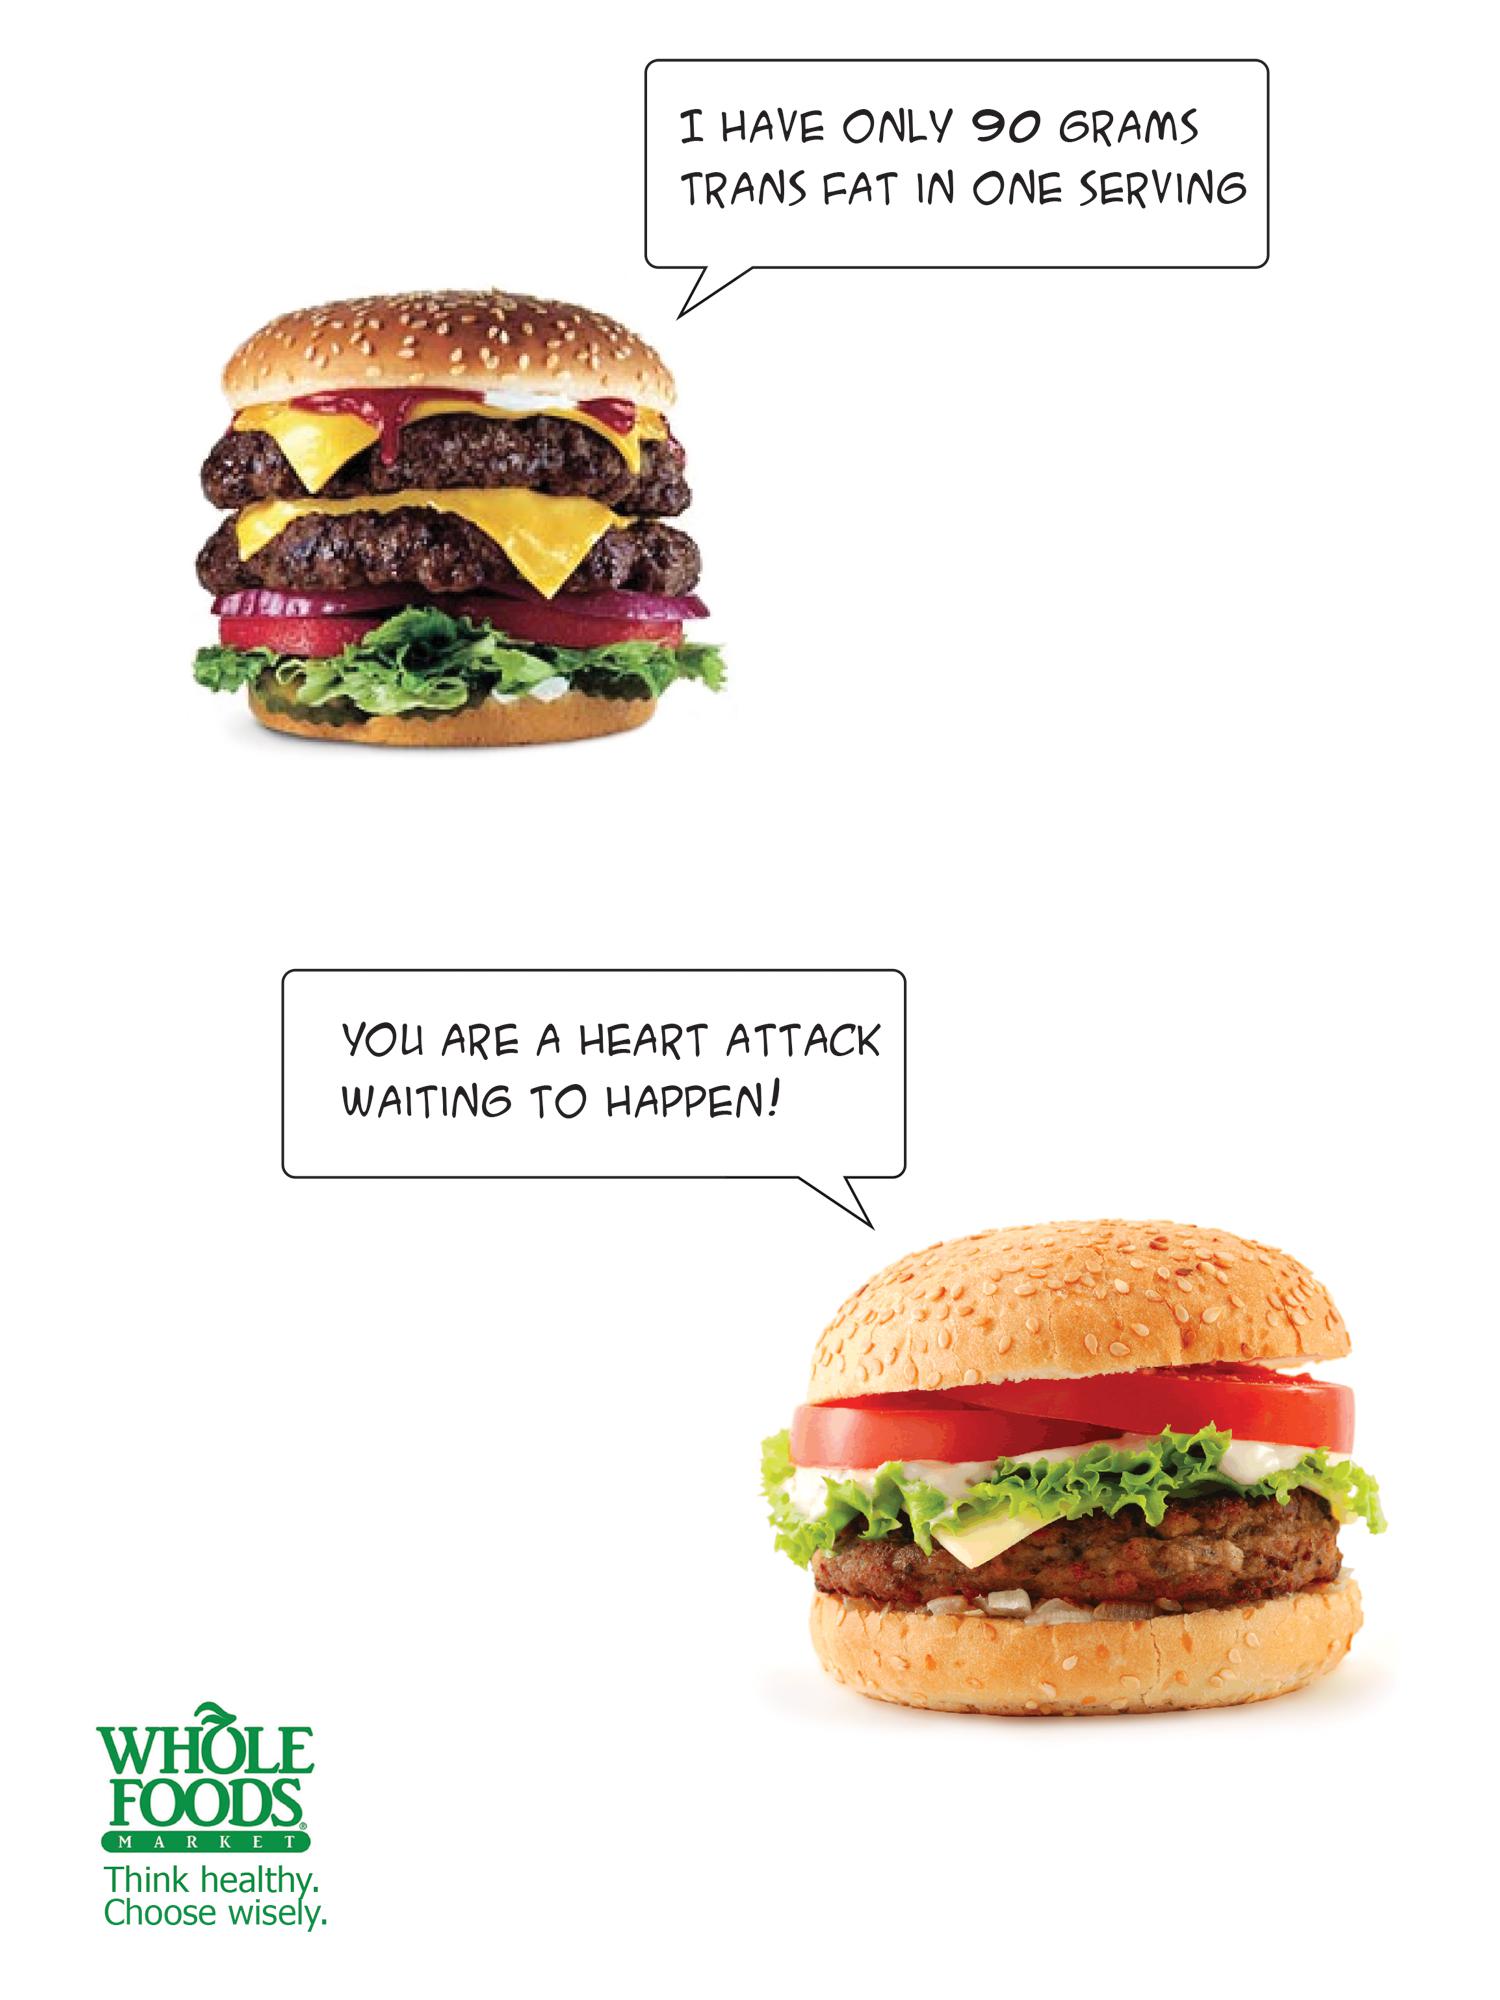 I HAVE ONLY 90 GRAMS
TRANS FAT IN ONE SERVING
YOU ARE A HEART ATTACK
WAITING TO HAPPEN!
WHOLE
FOODS®
MARKET
Think healthy.
Choose wisely.